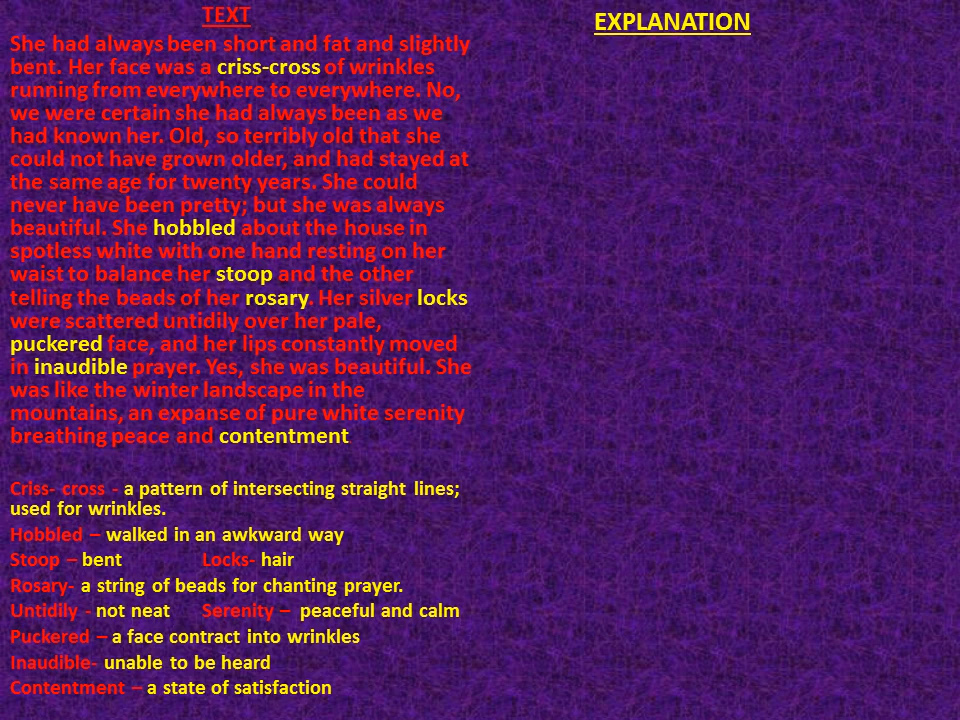 TEXT
She had always been short and fat and slightly
bent. Her face was a criss-cross of wrinkles
running from everywhere to everywhere. No,
we were certain she had always been as we
had known her. Old, so terribly old that she
could not have grown older, and had stayed at
the same age for twenty years. She could
never have been pretty; but she was always
beautiful. She hobbled about the house in
spotless white with one hand resting on her
waist to balance her stoop and the other
telling the beads of her rosary. Her silver locks
were scattered untidily over her pale,
puckered face, and her lips constantly moved
in inaudible prayer. Yes, she was beautiful. She
was like the winter landscape in the
mountains, an expanse of pure white serenity
breathing peace and contentment
Criss- cross - a pattern of intersecting straight lines;
used for wrinkles.
Hobbled – walked in an awkward way
Stoop – bent Locks- hair
Rosary- a string of beads for chanting prayer.
Untidily - not neat Serenity – peaceful and calm
Puckered – a face contract into wrinkles
Inaudible- unable to be heard
Contentment – a state of satisfaction
EXPLANATION